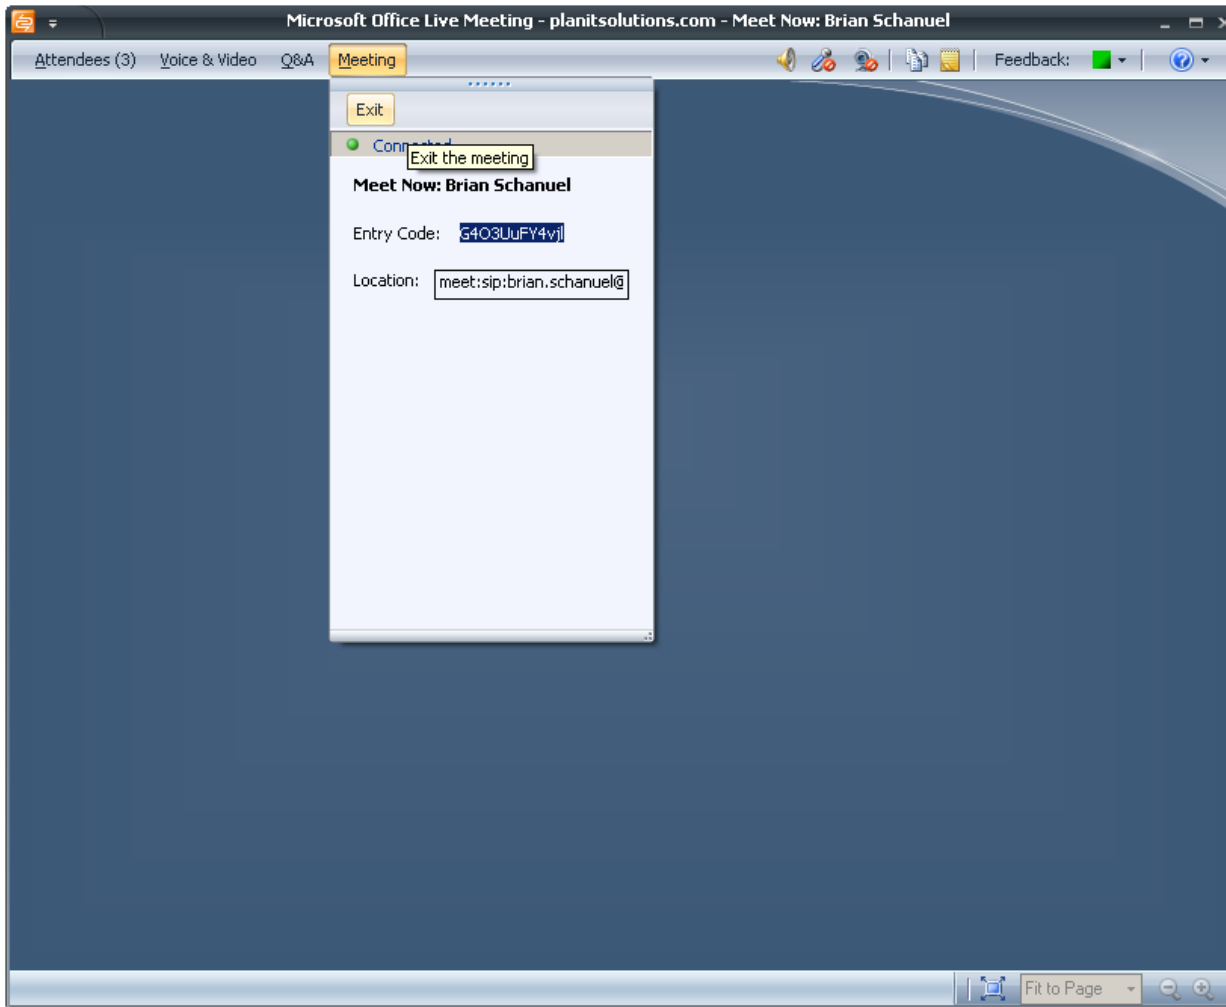 Microsoft Office Live Meeting - planitsolutions.com - Meet Now: Brian Schanuel
Attendees (3) Voice & Video Q&A Meeting Feedback:
Exit
Connected
Exit the meeting
Meet Now: Brian Schanuel
Entry Code: G4O3UuFY4vjl
Location: meet:sip:brian.schanuel@
Fit to Page